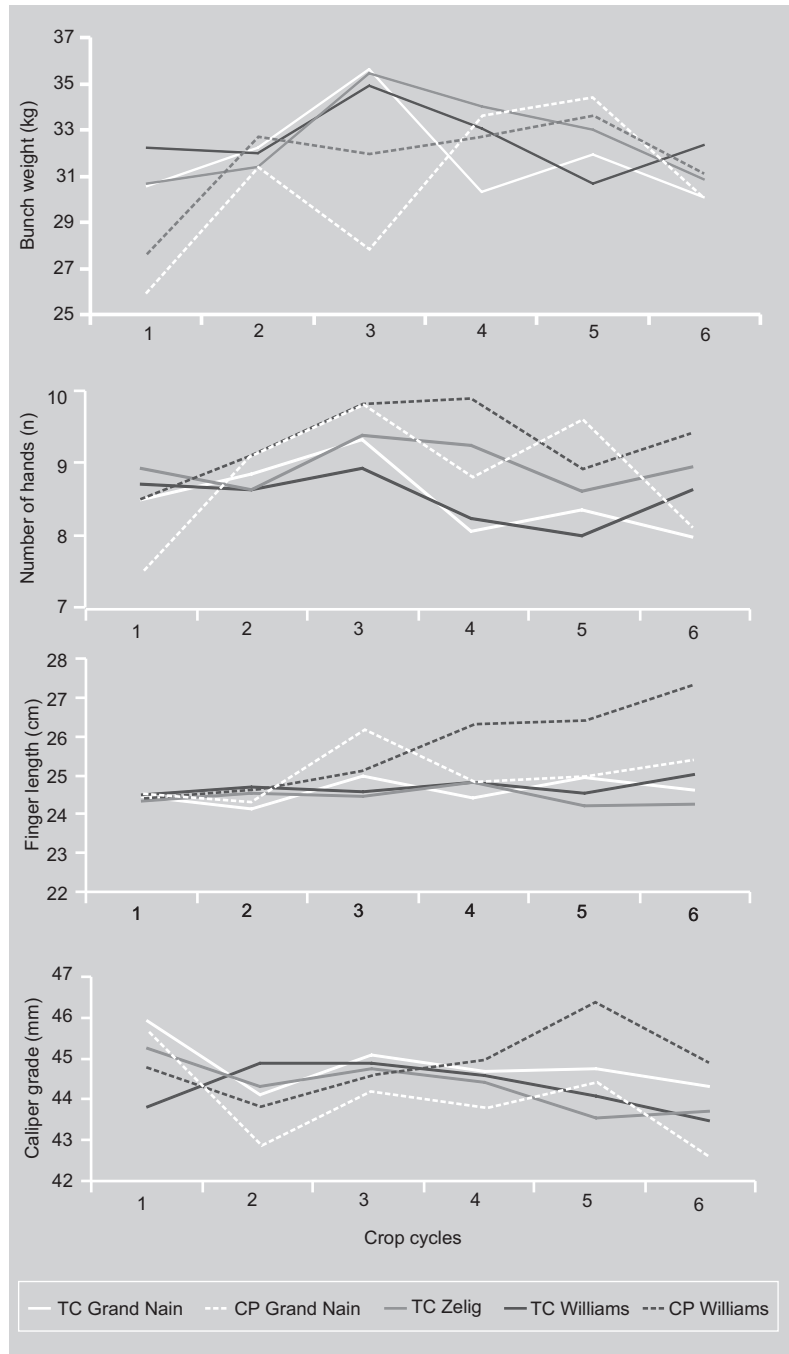 Bunch weight (kg)
37
35
33
31
29
27
25
1 2 3 4 5 6
Number of hands (n)
10
9
8
7
1 2 3 4 5 6
Finger length (cm)
28
27
26
25
24
23
22
1 2 3 4 5 6
Caliper grade (mm)
47
46
45
44
43
42
1 2 3 4 5 6
Crop cycles
TC Grand Nain CP Grand Nain TC Zelig TC Williams CP Williams